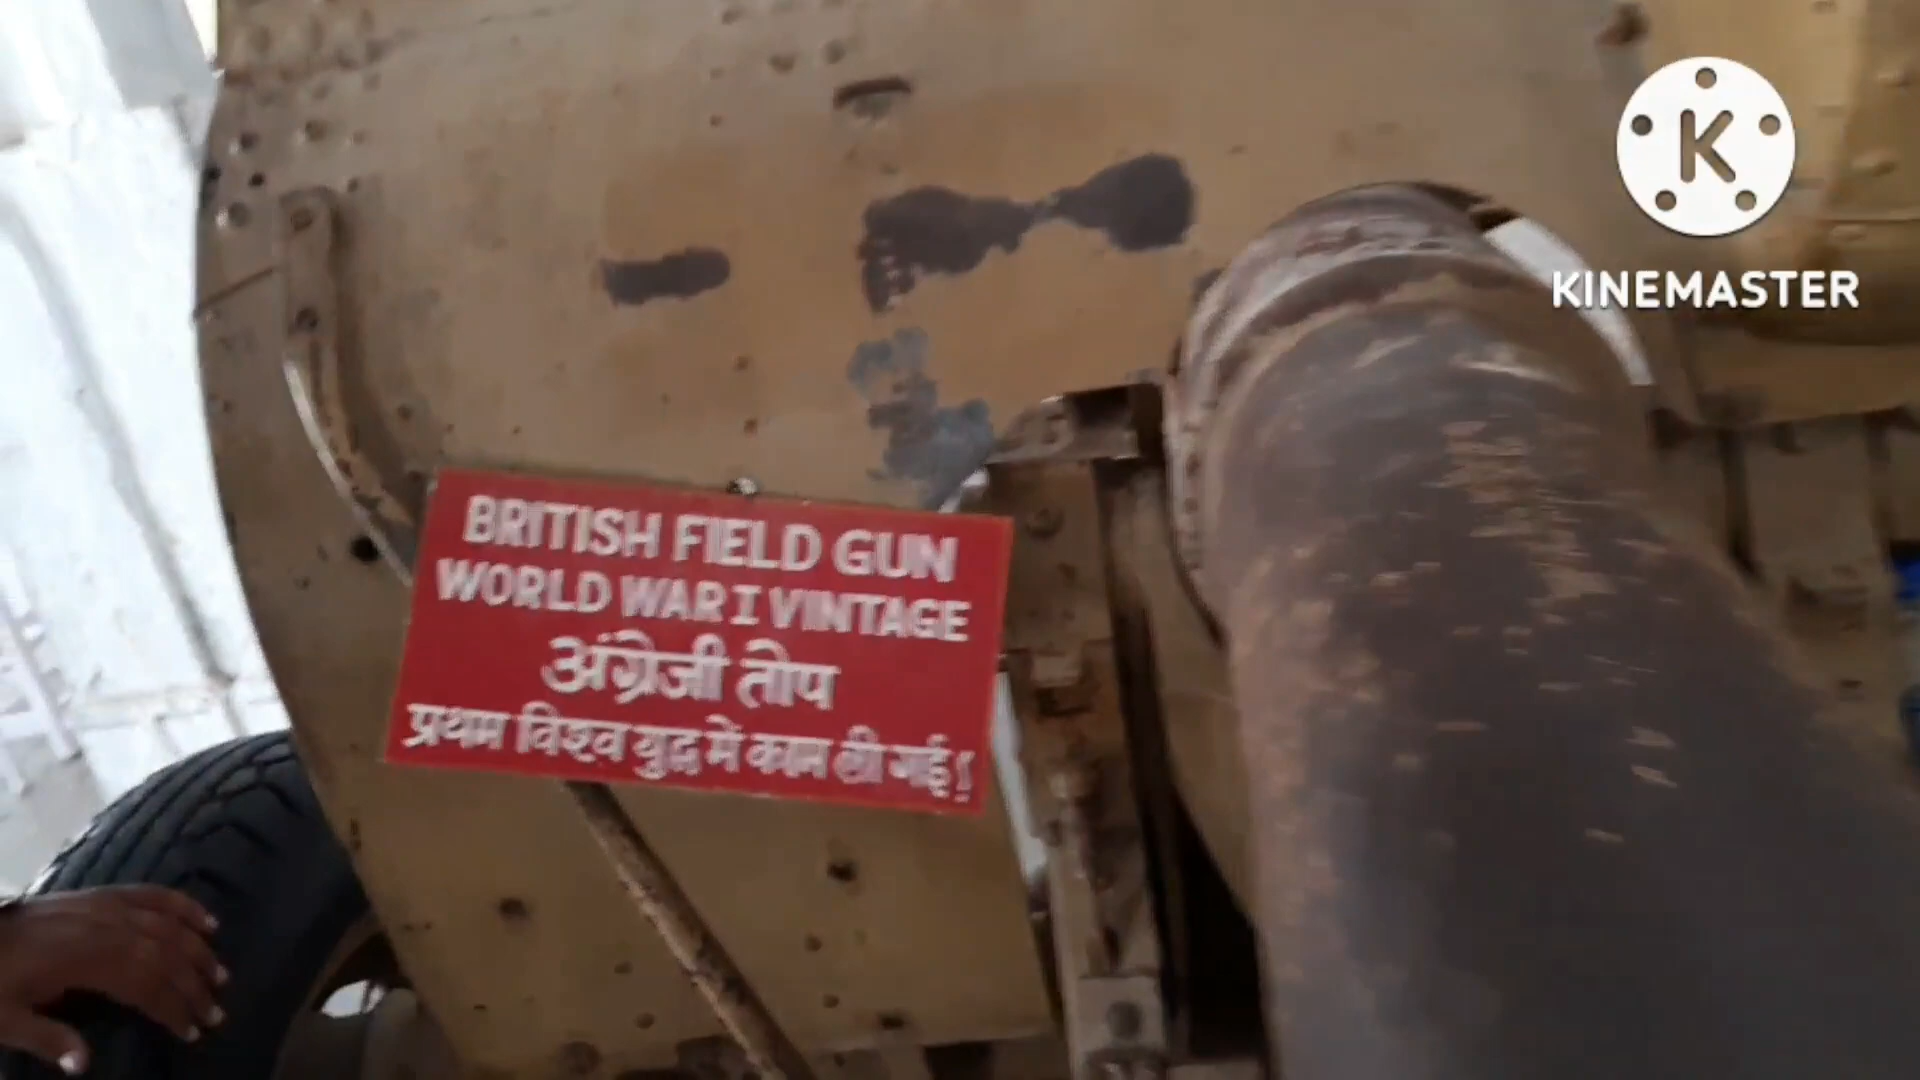 BRITISH FIELD GUN
WORLD WAR I VINTAGE
अंग्रेजी तोप
प्रथम विश्व युद्ध में काम ली गई!
K
KINEMASTER